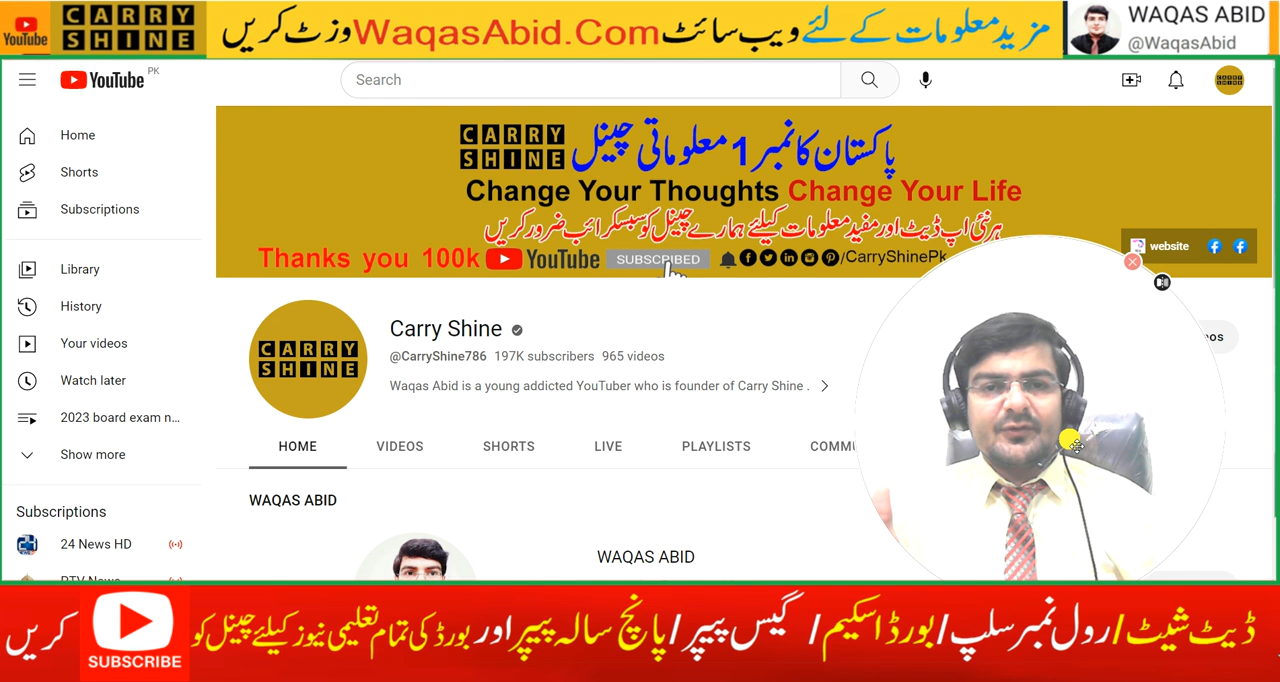 YouTube
CARRY
SHINE
مزید معلومات کے لئے ویب سائٹ WaqasAbid.Com وزٹ کریں
WAQAS ABID
@WaqasAbid
YouTube PK
Search
Home
Shorts
Subscriptions
Library
History
Your videos
Watch later
2023 board exam n...
Show more
Subscriptions
24 News HD
PTV News
CARRY
SHINE
پاکستان کا نمبر 1 معلوماتی چینل
Change Your Thoughts Change Your Life
ہر نئی اپ ڈیٹ اور مفید معلومات کیلئے ہمارے چینل کو سبسکرائب ضرور کریں
Thanks you 100k YouTube SUBSCRIBED /CarryShinePk
website
CARRY
SHINE
Carry Shine
@CarryShine786 197K subscribers 965 videos
Waqas Abid is a young addicted YouTuber who is founder of Carry Shine .
HOME VIDEOS SHORTS LIVE PLAYLISTS COMMU
WAQAS ABID
WAQAS ABID
ڈیٹ شیٹ/رول نمبر سلپ/بورڈ اسکیم/گیس پیپر/پانچ سالہ پیپر اور بورڈ کی تمام تعلیمی نیوز کیلئے چینل کو SUBSCRIBE کریں